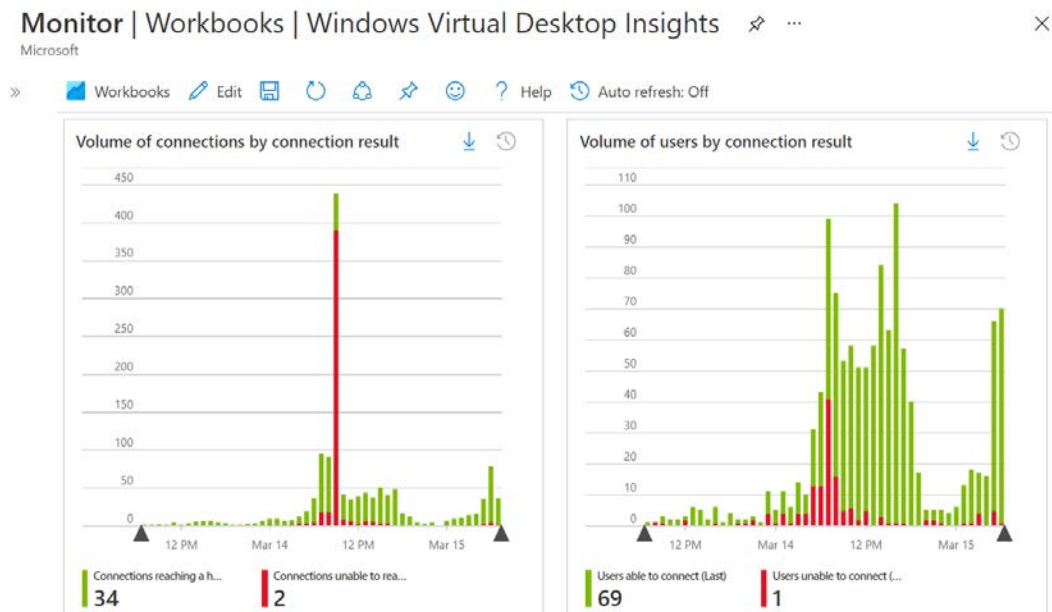 Monitor | Workbooks | Windows Virtual Desktop Insights ...
Microsoft
» Workbooks Edit ? Help Auto refresh: Off
Volume of connections by connection result
450
400
350
300
250
200
150
100
50
0
12 PM Mar 14 12 PM Mar 15
Connections reaching a h...
34
Connections unable to rea...
2
Volume of users by connection result
110
100
90
80
70
60
50
40
30
20
10
0
12 PM Mar 14 12 PM Mar 15
Users able to connect (Last)
69
Users unable to connect (...
1